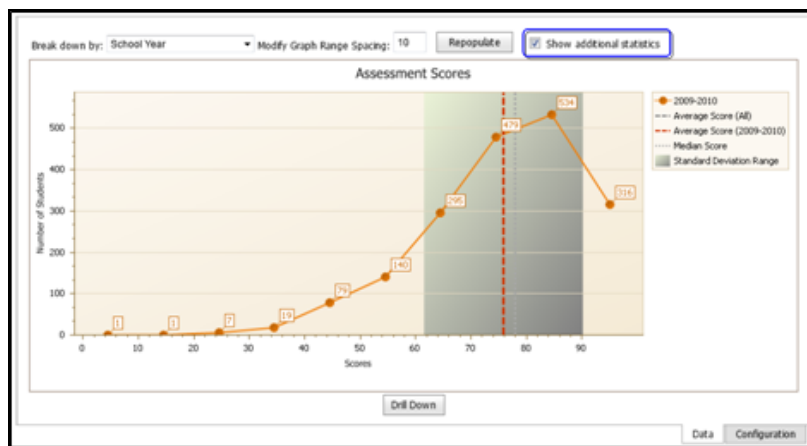 Break down by: School Year Modify Graph Range Spacing: 10 Repopulate Show additional statistics
Assessment Scores
2009-2010
Average Score (All)
Average Score (2009-2010)
Median Score
Standard Deviation Range
Number of Students
500
400
300
200
100
0
1
1
7
19
79
140
295
479
534
316
0 10 20 30 40 50 60 70 80 90
Scores
Drill Down
Data Configuration